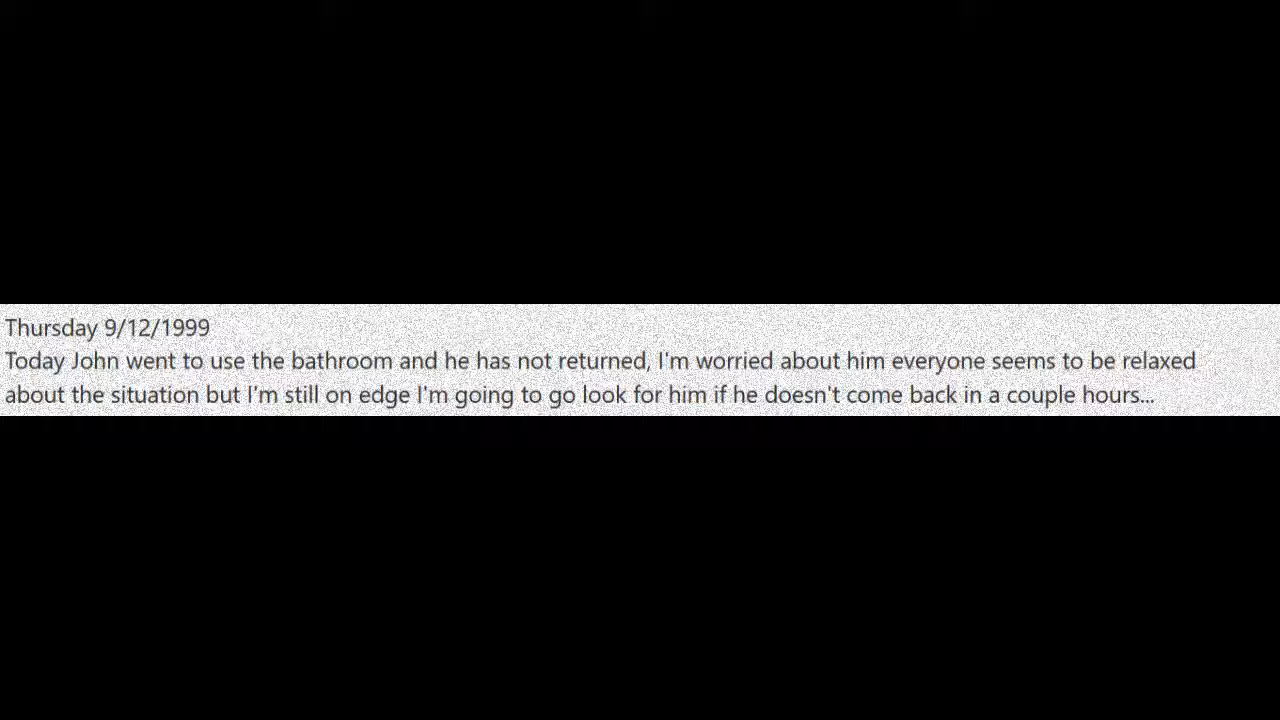 Thursday 9/12/1999
Today John went to use the bathroom and he has not returned, I'm worried about him everyone seems to be relaxed
about the situation but I'm still on edge I'm going to go look for him if he doesn't come back in a couple hours...